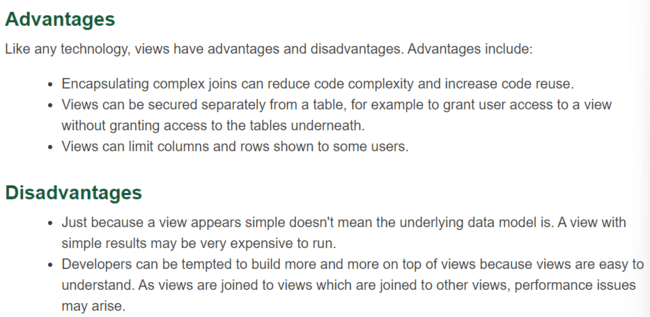 Advantages
Like any technology, views have advantages and disadvantages. Advantages include:
• Encapsulating complex joins can reduce code complexity and increase code reuse.
• Views can be secured separately from a table, for example to grant user access to a view
without granting access to the tables underneath.
• Views can limit columns and rows shown to some users.
Disadvantages
• Just because a view appears simple doesn't mean the underlying data model is. A view with
simple results may be very expensive to run.
• Developers can be tempted to build more and more on top of views because views are easy to
understand. As views are joined to views which are joined to other views, performance issues
may arise.